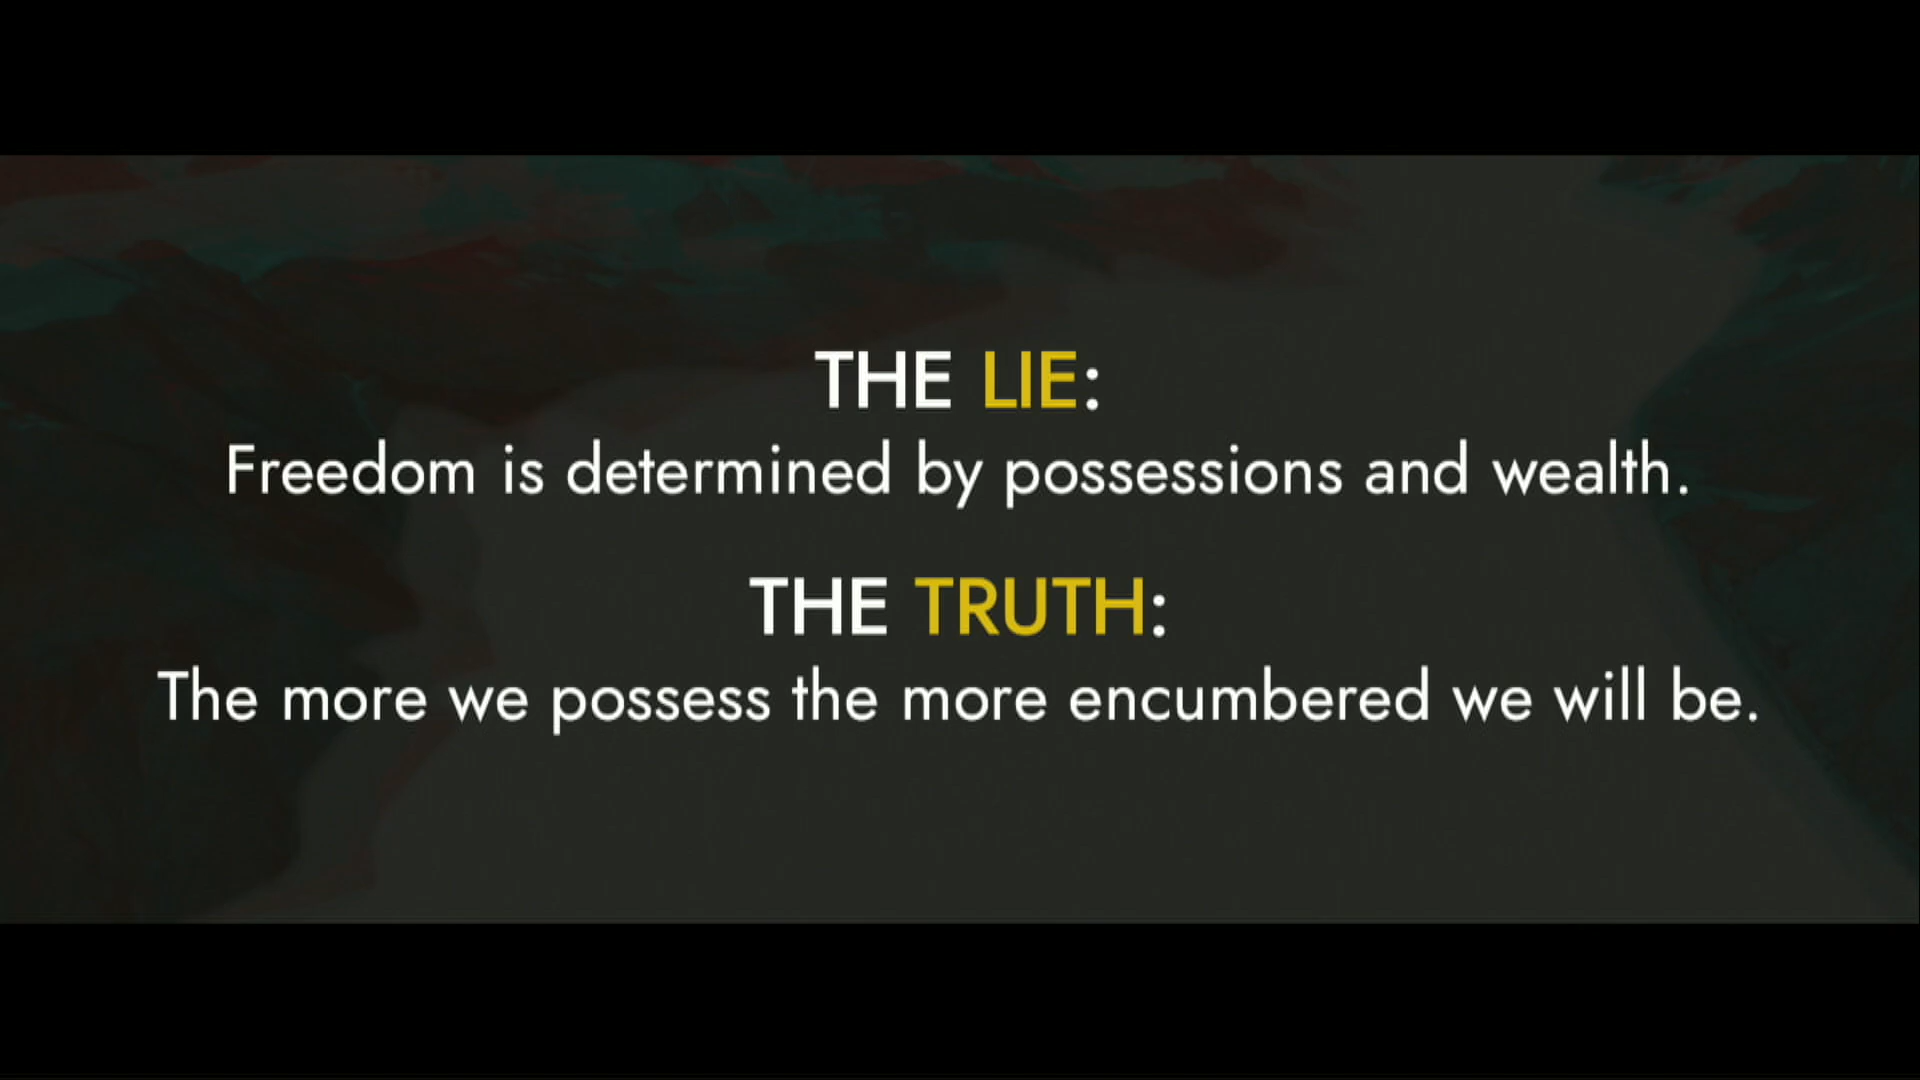 THE LIE:
Freedom is determined by possessions and wealth.
THE TRUTH:
The more we possess the more encumbered we will be.